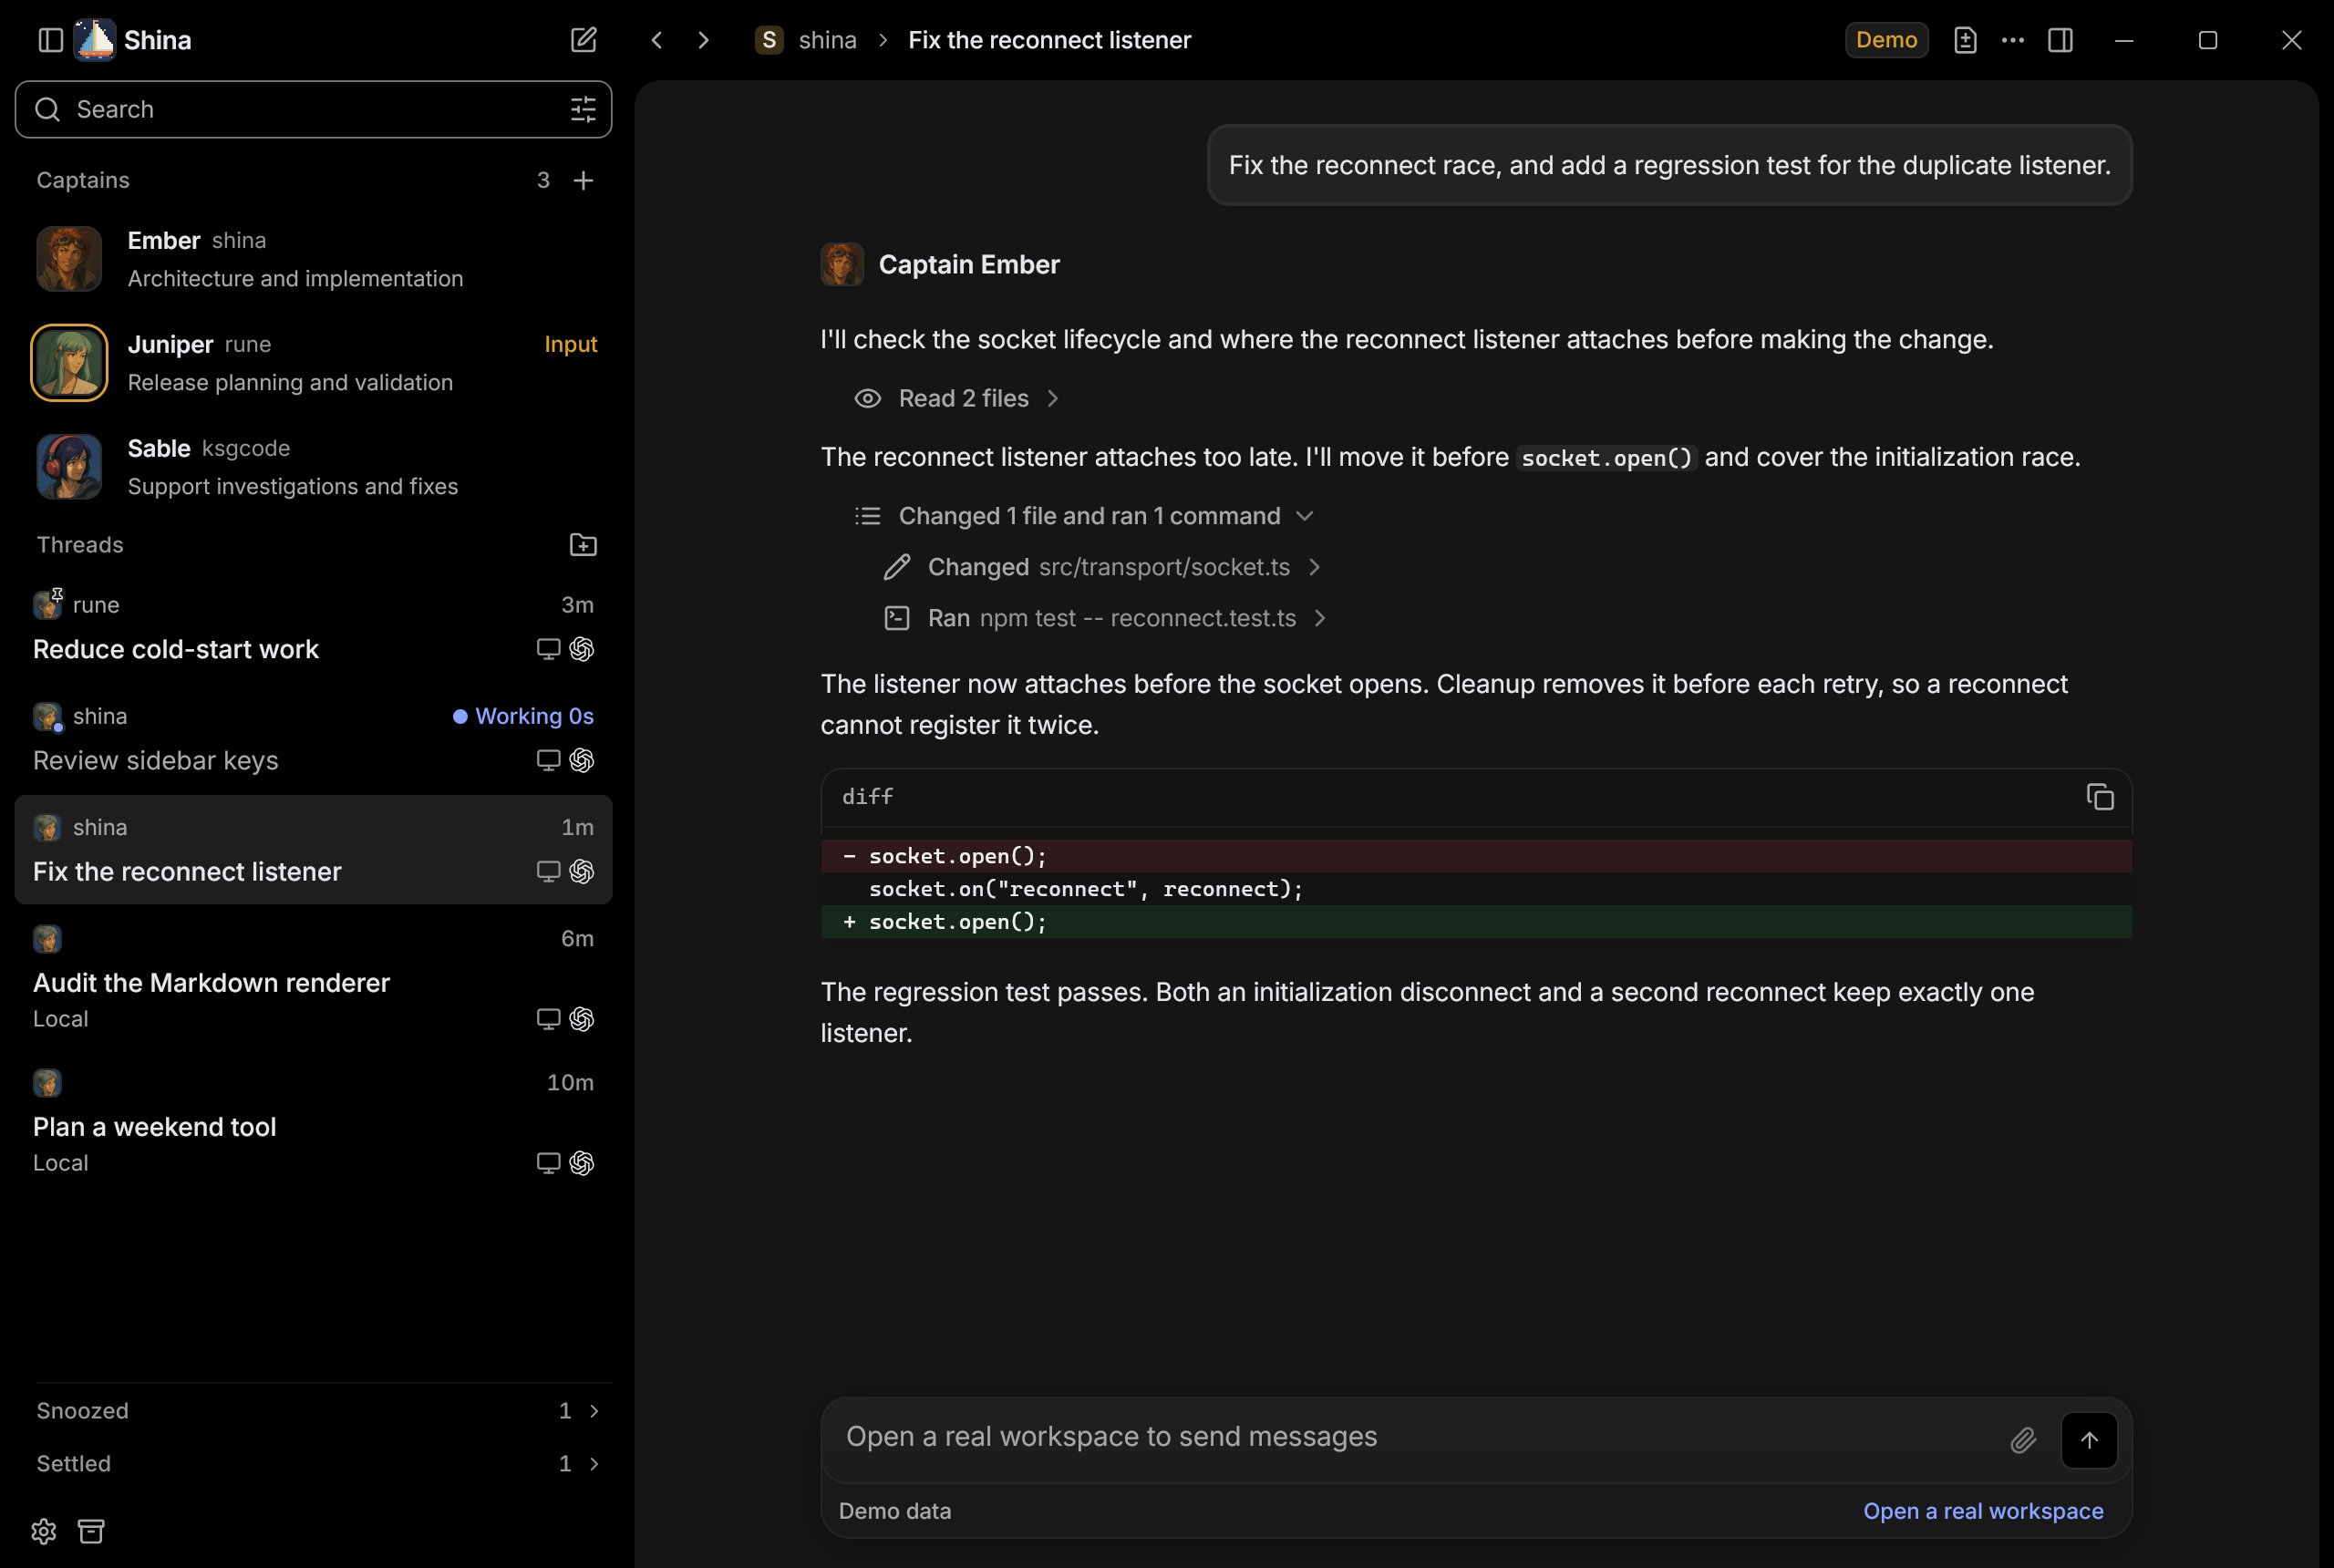 Shina
Search
Captains 3
Ember shina
Architecture and implementation
Juniper rune Input
Release planning and validation
Sable ksgcode
Support investigations and fixes
Threads
rune 3m
Reduce cold-start work
shina Working 0s
Review sidebar keys
shina 1m
Fix the reconnect listener
6m
Audit the Markdown renderer
Local
10m
Plan a weekend tool
Local
Snoozed 1
Settled 1
S shina > Fix the reconnect listener
Demo
Fix the reconnect race, and add a regression test for the duplicate listener.
Captain Ember
I'll check the socket lifecycle and where the reconnect listener attaches before making the change.
Read 2 files
The reconnect listener attaches too late. I'll move it before socket.open() and cover the initialization race.
Changed 1 file and ran 1 command
Changed src/transport/socket.ts
Ran npm test -- reconnect.test.ts
The listener now attaches before the socket opens. Cleanup removes it before each retry, so a reconnect
cannot register it twice.
diff
- socket.open();
socket.on("reconnect", reconnect);
+ socket.open();
The regression test passes. Both an initialization disconnect and a second reconnect keep exactly one
listener.
Open a real workspace to send messages
Demo data
Open a real workspace